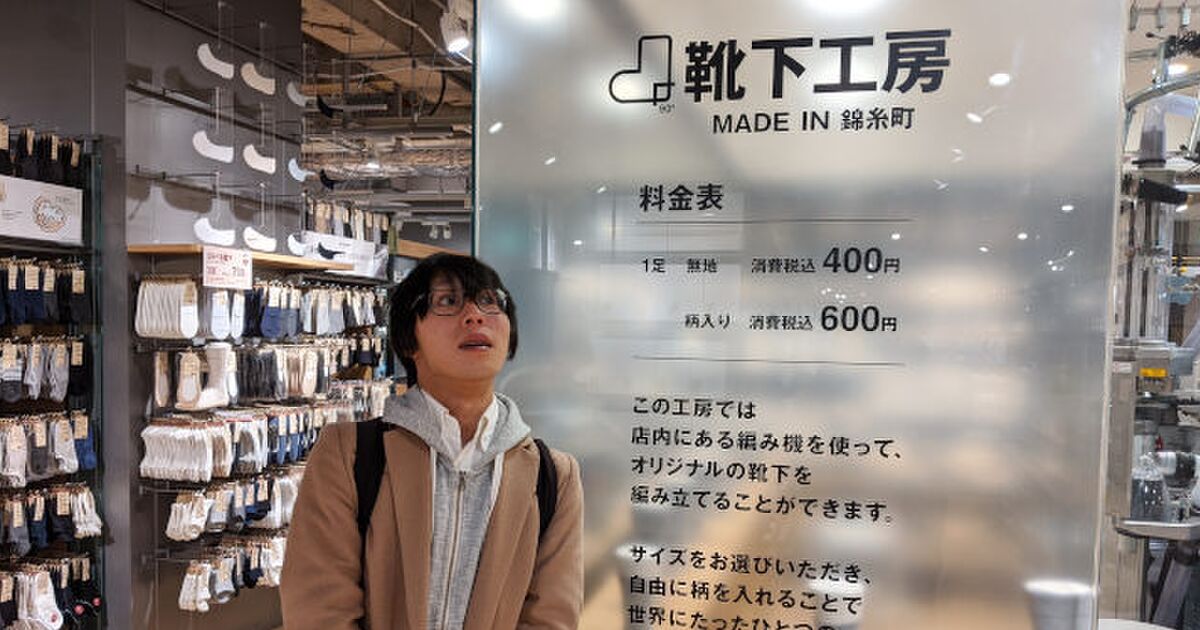 靴下工房
90°
MADE IN 錦糸町
料金表
1足 無地 消費税込 400円
柄入り 消費税込 600円
この工房では
店内にある編み機を使って、
オリジナルの靴下を
編み立てることができます。
サイズをお選びいただき、
自由に柄を入れることで
世界にたったひとつの